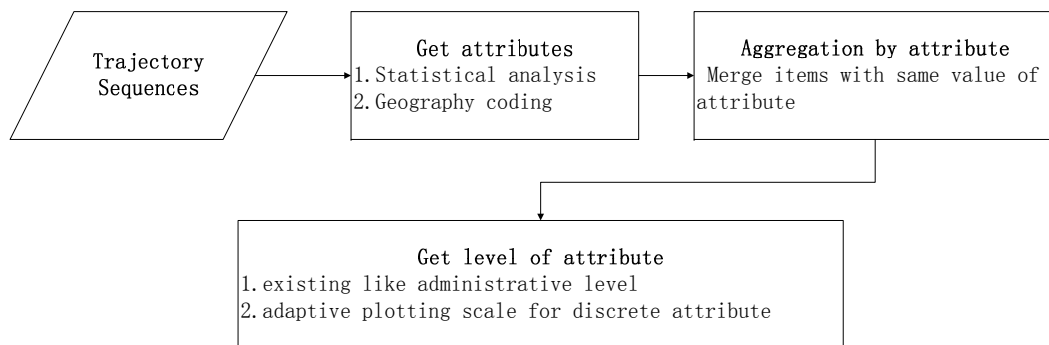 Trajectory
Sequences
Get attributes
1.Statistical analysis
2.Geography coding
Aggregation by attribute
Merge items with same value of
attribute
Get level of attribute
1.existing like administrative level
2.adaptive plotting scale for discrete attribute